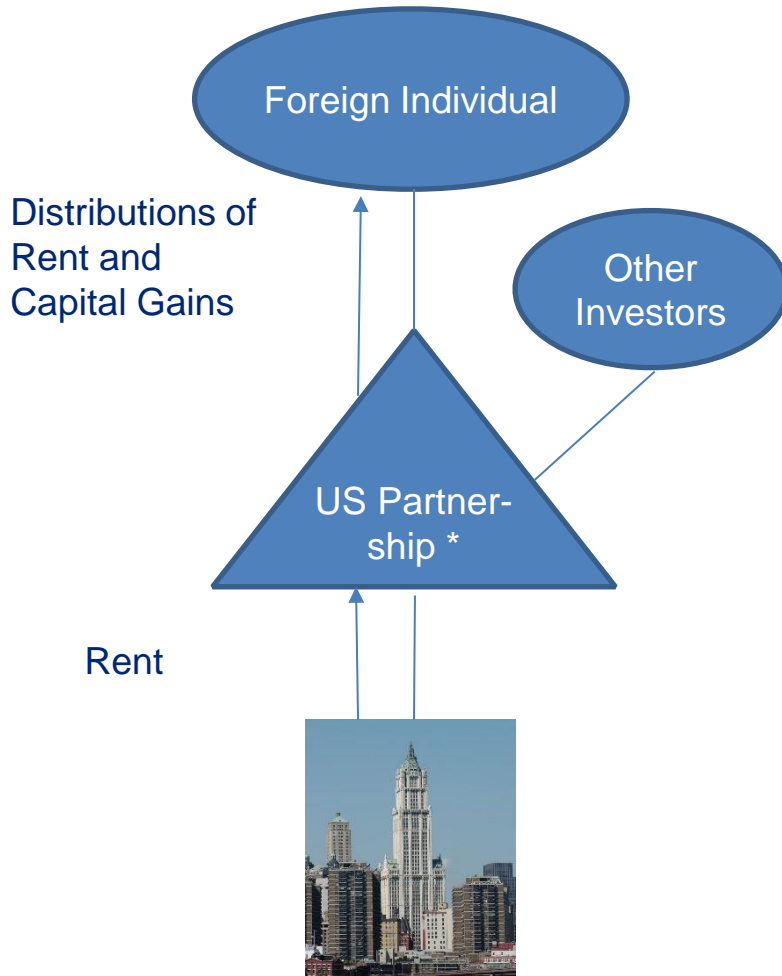 Foreign Individual
Distributions of
Rent and
Capital Gains
Other
Investors
US Partner-
ship *
Rent